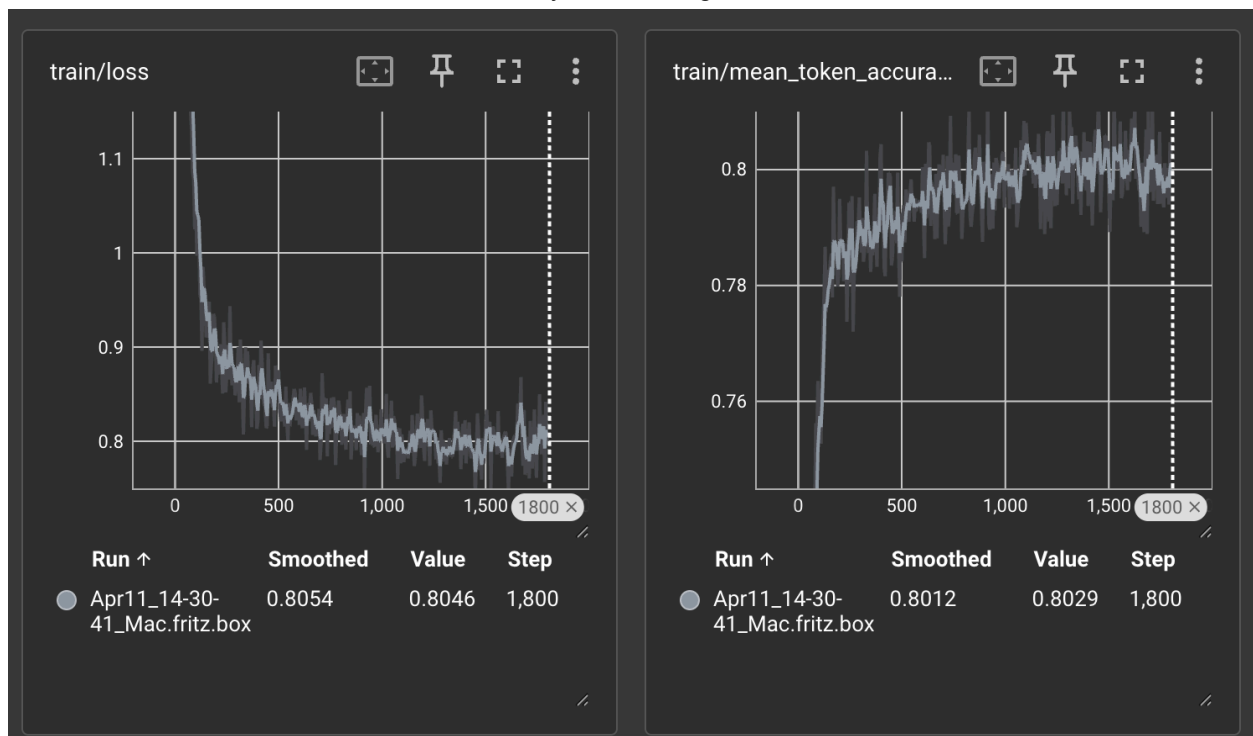 train/loss
1.1
1
0.9
0.8
0 500 1,000 1,500 1800 ×
Run ↑ Smoothed Value Step
Apr11_14-30-
41_Mac.fritz.box 0.8054 0.8046 1,800
train/mean_token_accura...
0.8
0.78
0.76
0 500 1,000 1,500 1800 ×
Run ↑ Smoothed Value Step
Apr11_14-30-
41_Mac.fritz.box 0.8012 0.8029 1,800